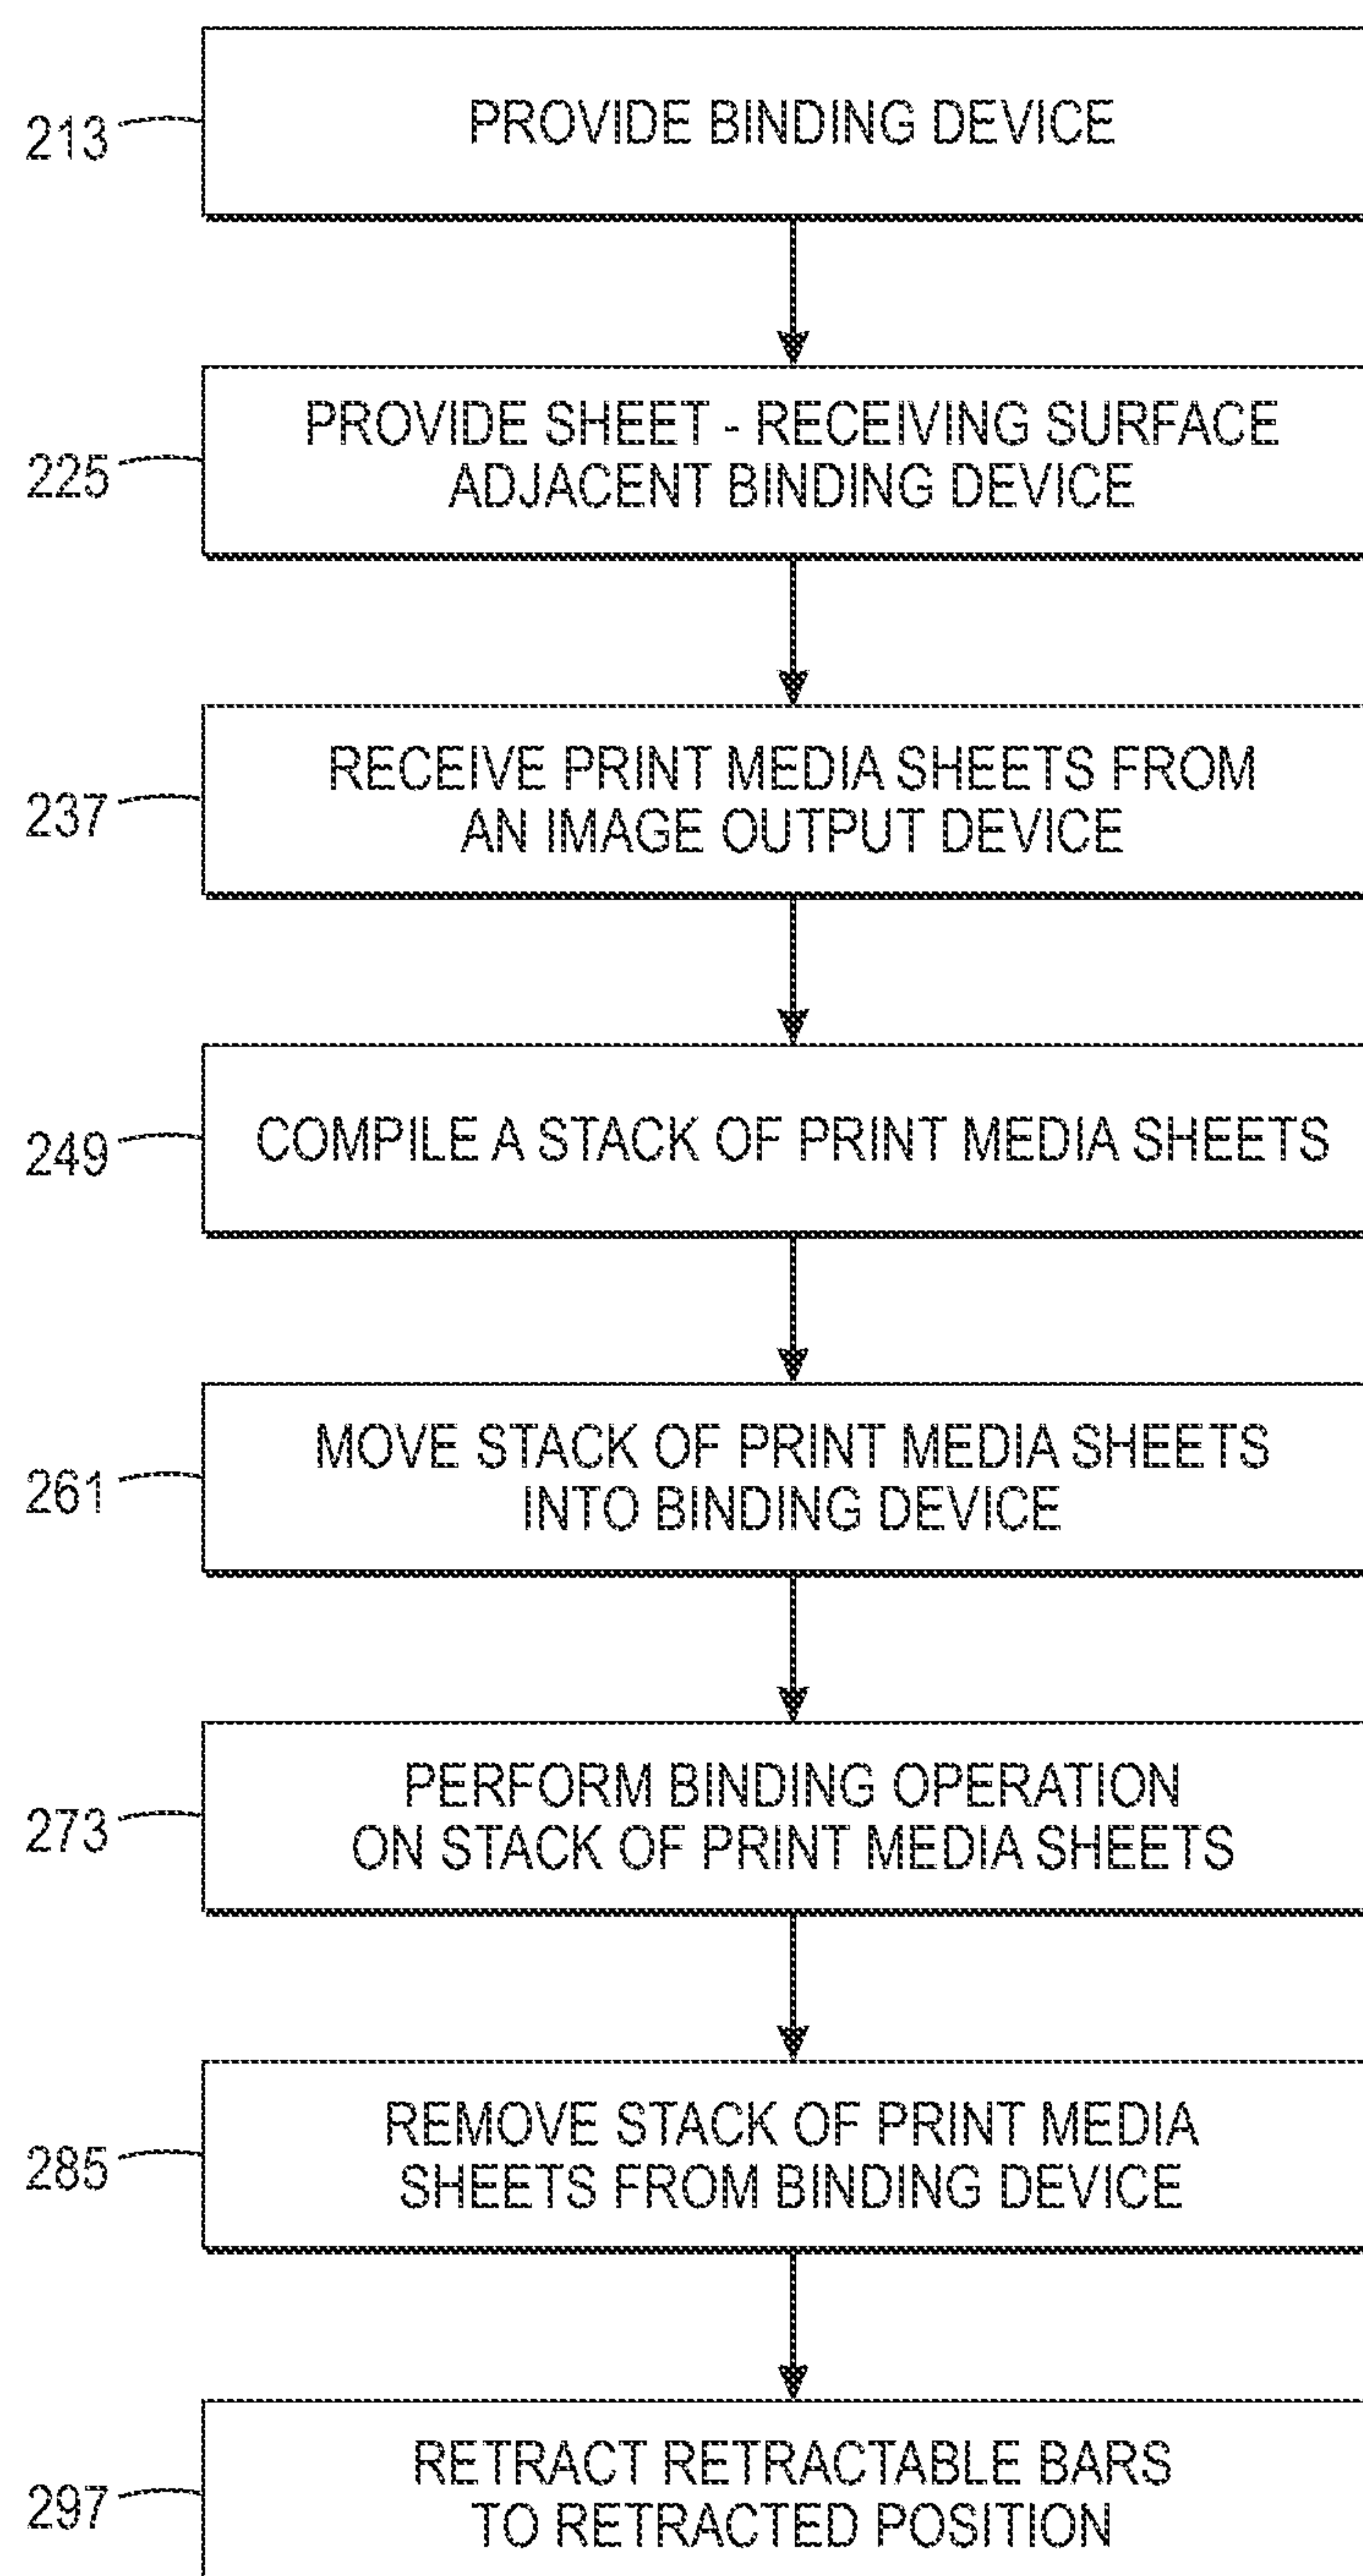 213
PROVIDE BINDING DEVICE
225
PROVIDE SHEET - RECEIVING SURFACE
ADJACENT BINDING DEVICE
237
RECEIVE PRINT MEDIA SHEETS FROM
AN IMAGE OUTPUT DEVICE
249
COMPILE A STACK OF PRINT MEDIA SHEETS
261
MOVE STACK OF PRINT MEDIA SHEETS
INTO BINDING DEVICE
273
PERFORM BINDING OPERATION
ON STACK OF PRINT MEDIA SHEETS
285
REMOVE STACK OF PRINT MEDIA
SHEETS FROM BINDING DEVICE
297
RETRACT RETRACTABLE BARS
TO RETRACTED POSITION